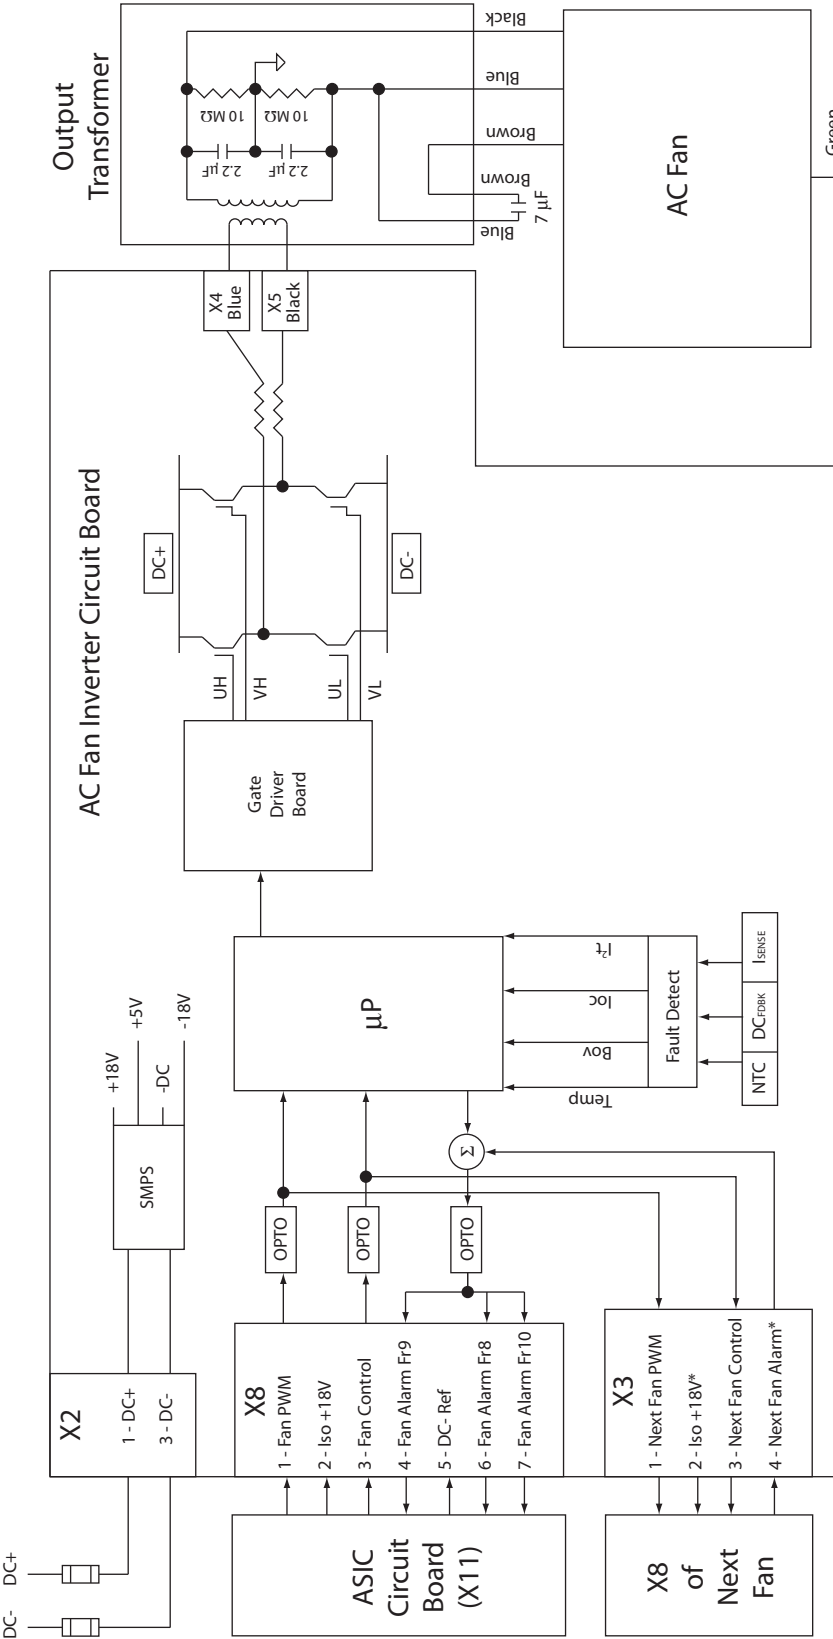 Output
Transformer
Black
Blue
Brown
Brown
Blue
10 MΩ
10 MΩ
2.2 µF
2.2 µF
7 µF
AC Fan
Green
X4
Blue
X5
Black
AC Fan Inverter Circuit Board
DC+
DC-
UH
VH
UL
VL
Gate
Driver
Board
µP
I²t
Ioc
Bov
Temp
Fault Detect
NTC
DCFDBK
ISENSE
+18V
+5V
-DC
-18V
SMPS
Σ
OPTO
OPTO
OPTO
X2
1 - DC+
3 - DC-
DC+
DC-
X8
1 - Fan PWM
2 - Iso +18V
3 - Fan Control
4 - Fan Alarm Fr9
5 - DC- Ref
6 - Fan Alarm Fr8
7 - Fan Alarm Fr10
X3
1 - Next Fan PWM
2 - Iso +18V*
3 - Next Fan Control
4 - Next Fan Alarm*
ASIC
Circuit
Board
(X11)
X8
of
Next
Fan